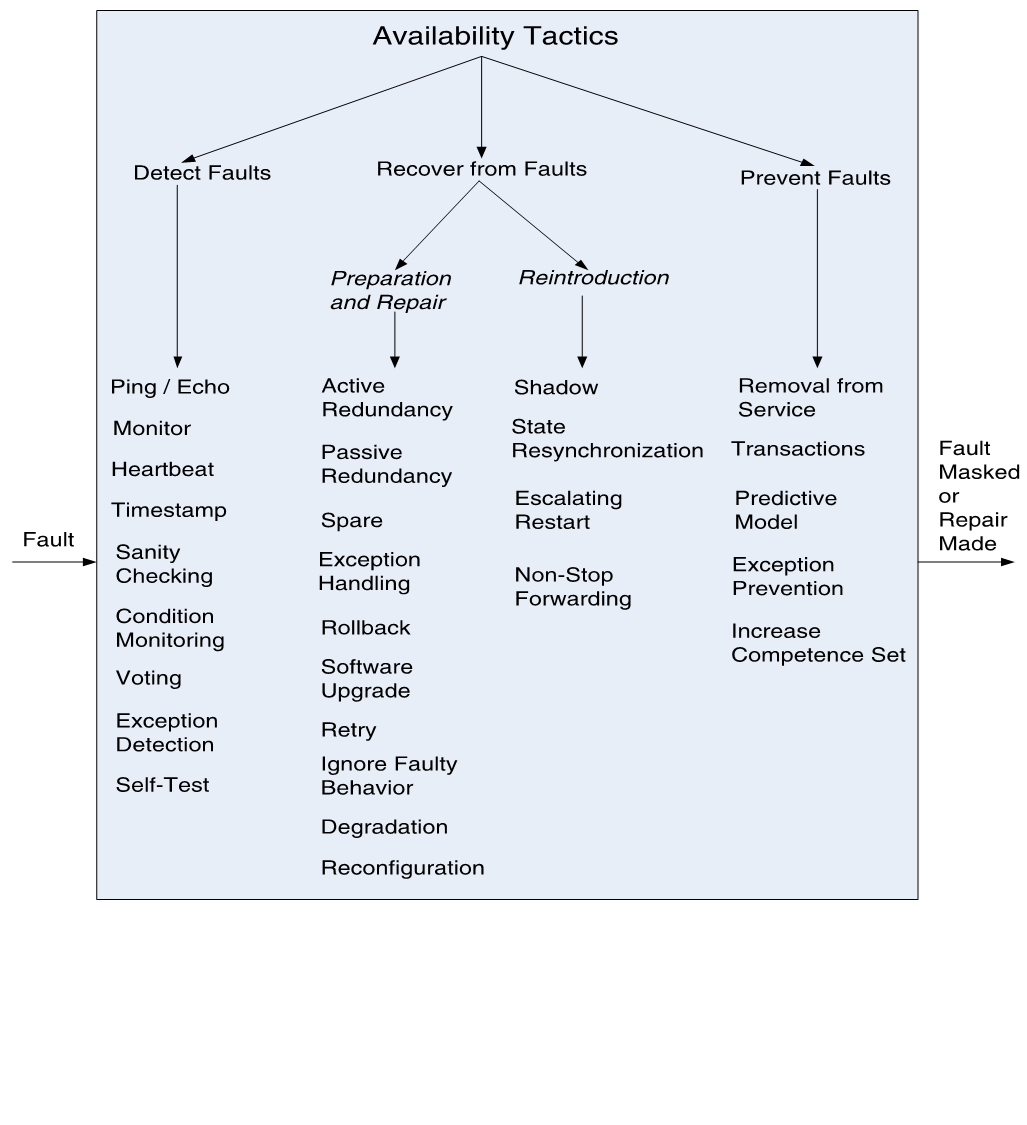 Availability Tactics
Detect Faults
Recover from Faults
Prevent Faults
Preparation
and Repair
Reintroduction
Ping / Echo
Monitor
Heartbeat
Timestamp
Sanity
Checking
Condition
Monitoring
Voting
Exception
Detection
Self-Test
Active
Redundancy
Passive
Redundancy
Spare
Exception
Handling
Rollback
Software
Upgrade
Retry
Ignore Faulty
Behavior
Degradation
Reconfiguration
Shadow
State
Resynchronization
Escalating
Restart
Non-Stop
Forwarding
Removal from
Service
Transactions
Predictive
Model
Exception
Prevention
Increase
Competence Set
Fault
Fault
Masked
or
Repair
Made